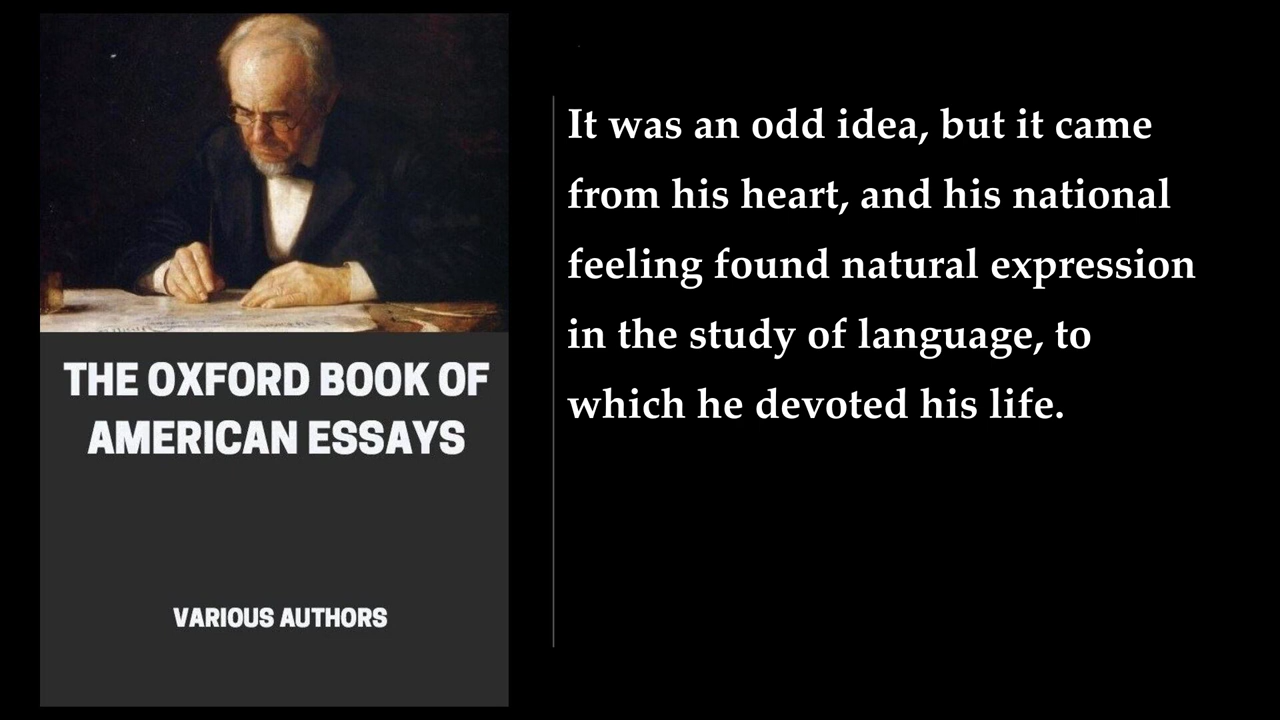 THE OXFORD BOOK OF
AMERICAN ESSAYS
VARIOUS AUTHORS
It was an odd idea, but it came
from his heart, and his national
feeling found natural expression
in the study of language, to
which he devoted his life.